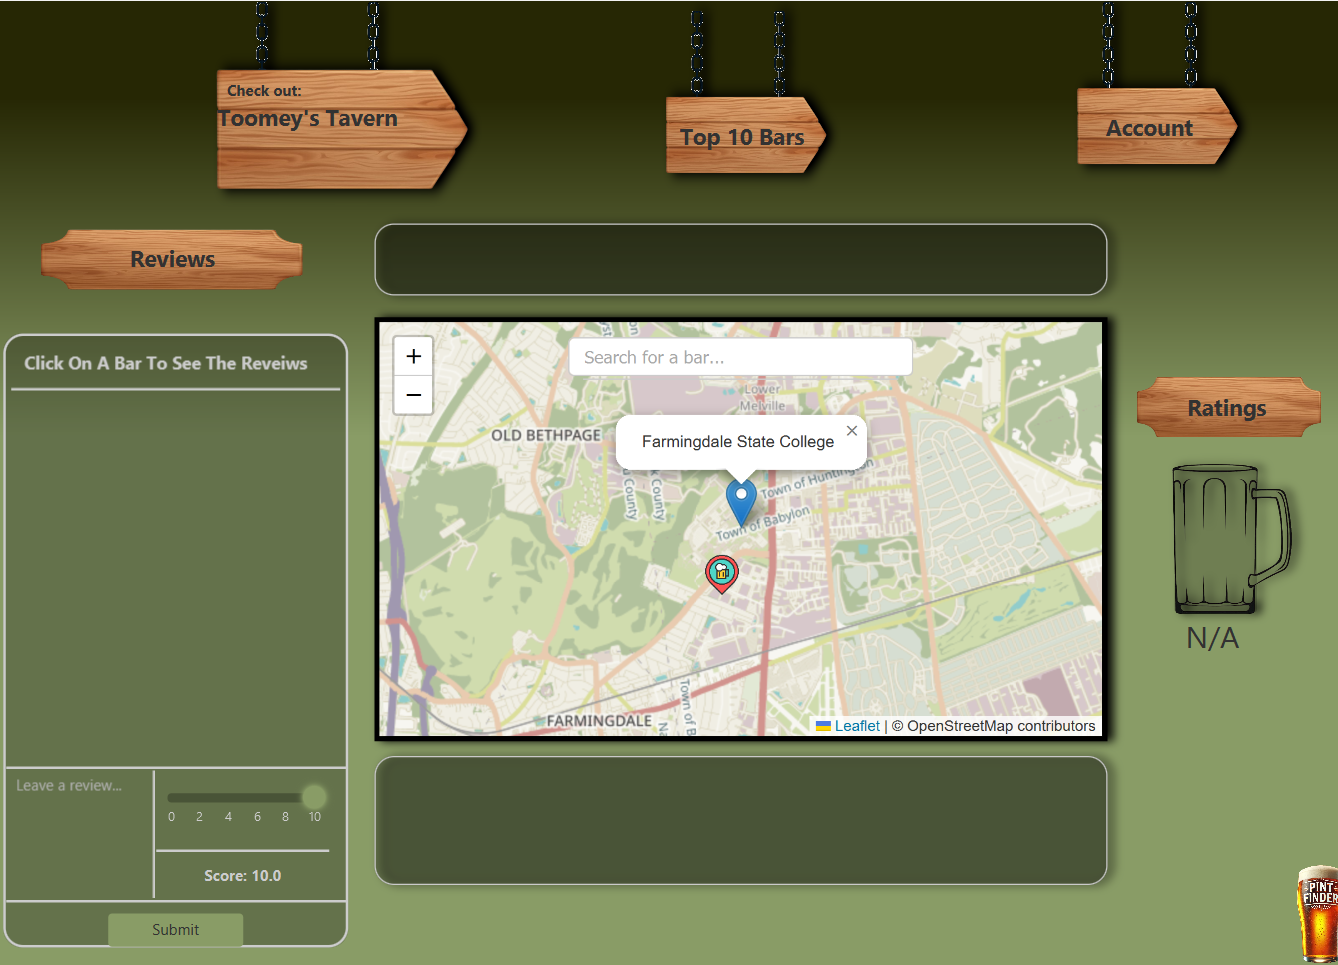 Check out:
Toomey's Tavern
Top 10 Bars
Account
Reviews
Click On A Bar To See The Reveiws
+
−
Search for a bar...
Lower
Melville
OLD BETHPAGE
Farmingdale State College
×
Town of Huntington
Town of Babylon
County
k County
FARMINGDALE
Town of B
Leaflet | © OpenStreetMap contributors
Ratings
N/A
Leave a review...
0 2 4 6 8 10
Score: 10.0
Submit
PINT
FINDER